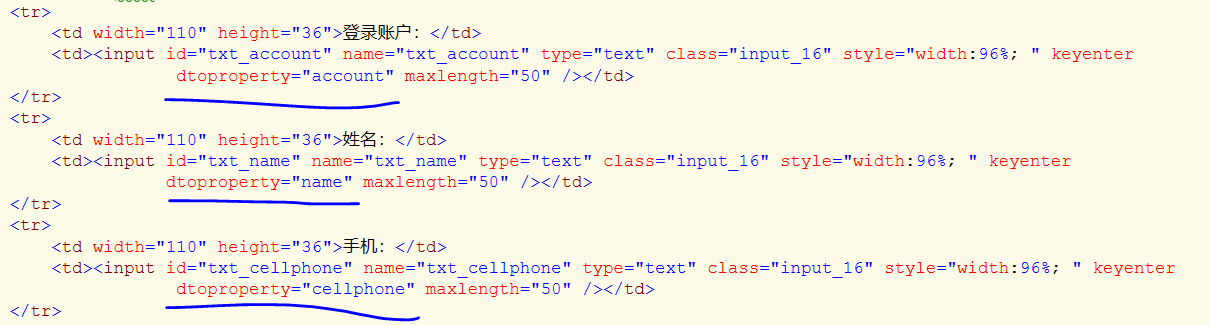 <tr>
<td width="110" height="36">登录账户：</td>
<td><input id="txt_account" name="txt_account" type="text" class="input_16" style="width:96%; " keyenter
dtoproperty="account" maxlength="50" /></td>
</tr>
<tr>
<td width="110" height="36">姓名：</td>
<td><input id="txt_name" name="txt_name" type="text" class="input_16" style="width:96%; " keyenter
dtoproperty="name" maxlength="50" /></td>
</tr>
<tr>
<td width="110" height="36">手机：</td>
<td><input id="txt_cellphone" name="txt_cellphone" type="text" class="input_16" style="width:96%; " keyenter
dtoproperty="cellphone" maxlength="50" /></td>
</tr>